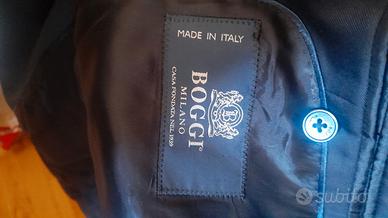 MADE IN ITALY
BOGGI
MILANO
CASA FONDATA NEL 1939
subito